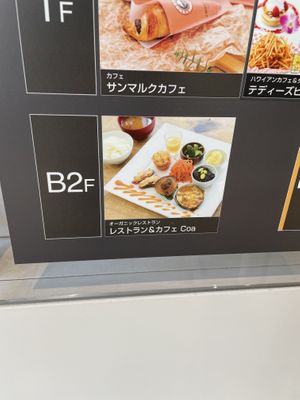 1F
カフェ
サンマルクカフェ
ハワイアンカフェ&
テディーズビ
B2F
オーガニックレストラン
レストラン&カフェ Coa